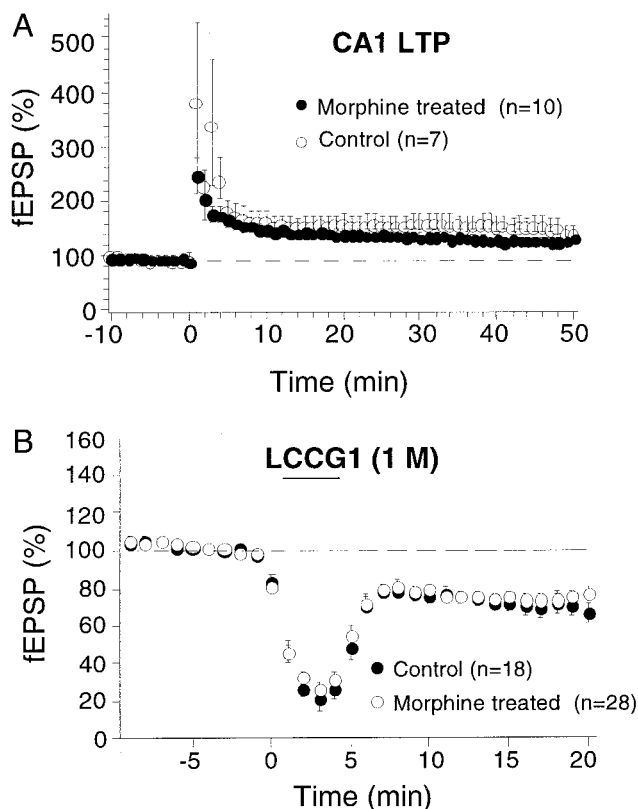 A
CA1 LTP
fEPSP (%)
500
400
300
200
100
0
● Morphine treated (n=10)
○ Control (n=7)
-10 0 10 20 30 40 50
Time (min)
B
LCCG1 (1 M)
fEPSP (%)
160
140
120
100
80
60
40
20
0
● Control (n=18)
○ Morphine treated (n=28)
-5 0 5 10 15 20
Time (min)